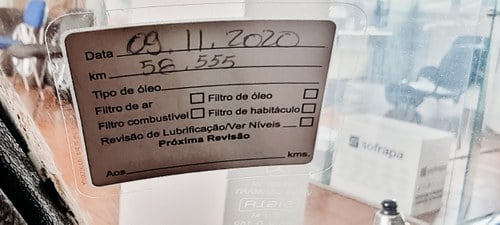 Data 09.11.2020
km 56.555
Tipo de óleo
Filtro de ar Filtro de óleo
Filtro combustível Filtro de habitáculo
Revisão de Lubrificação/Ver Níveis
Próxima Revisão
Aos kms.
sofrapa